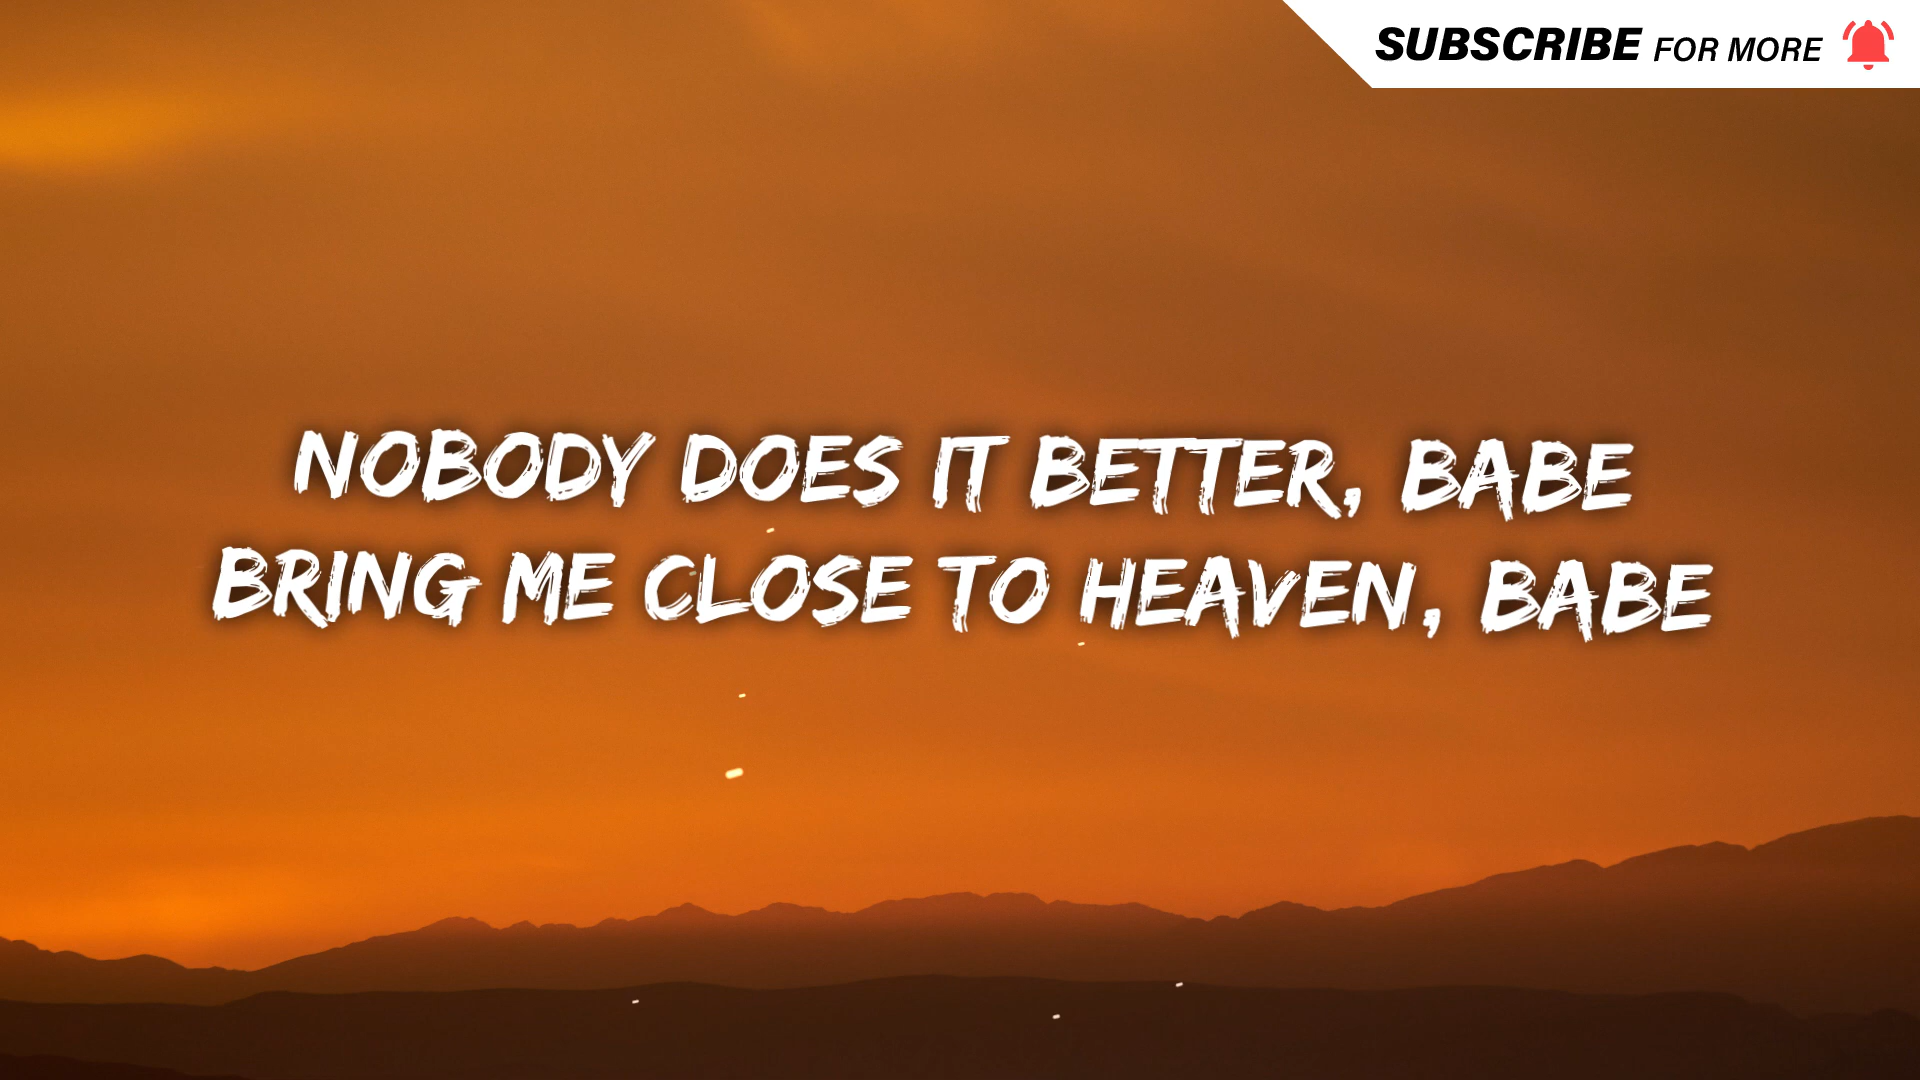 SUBSCRIBE FOR MORE
NOBODY DOES IT BETTER, BABE
BRING ME CLOSE TO HEAVEN, BABE